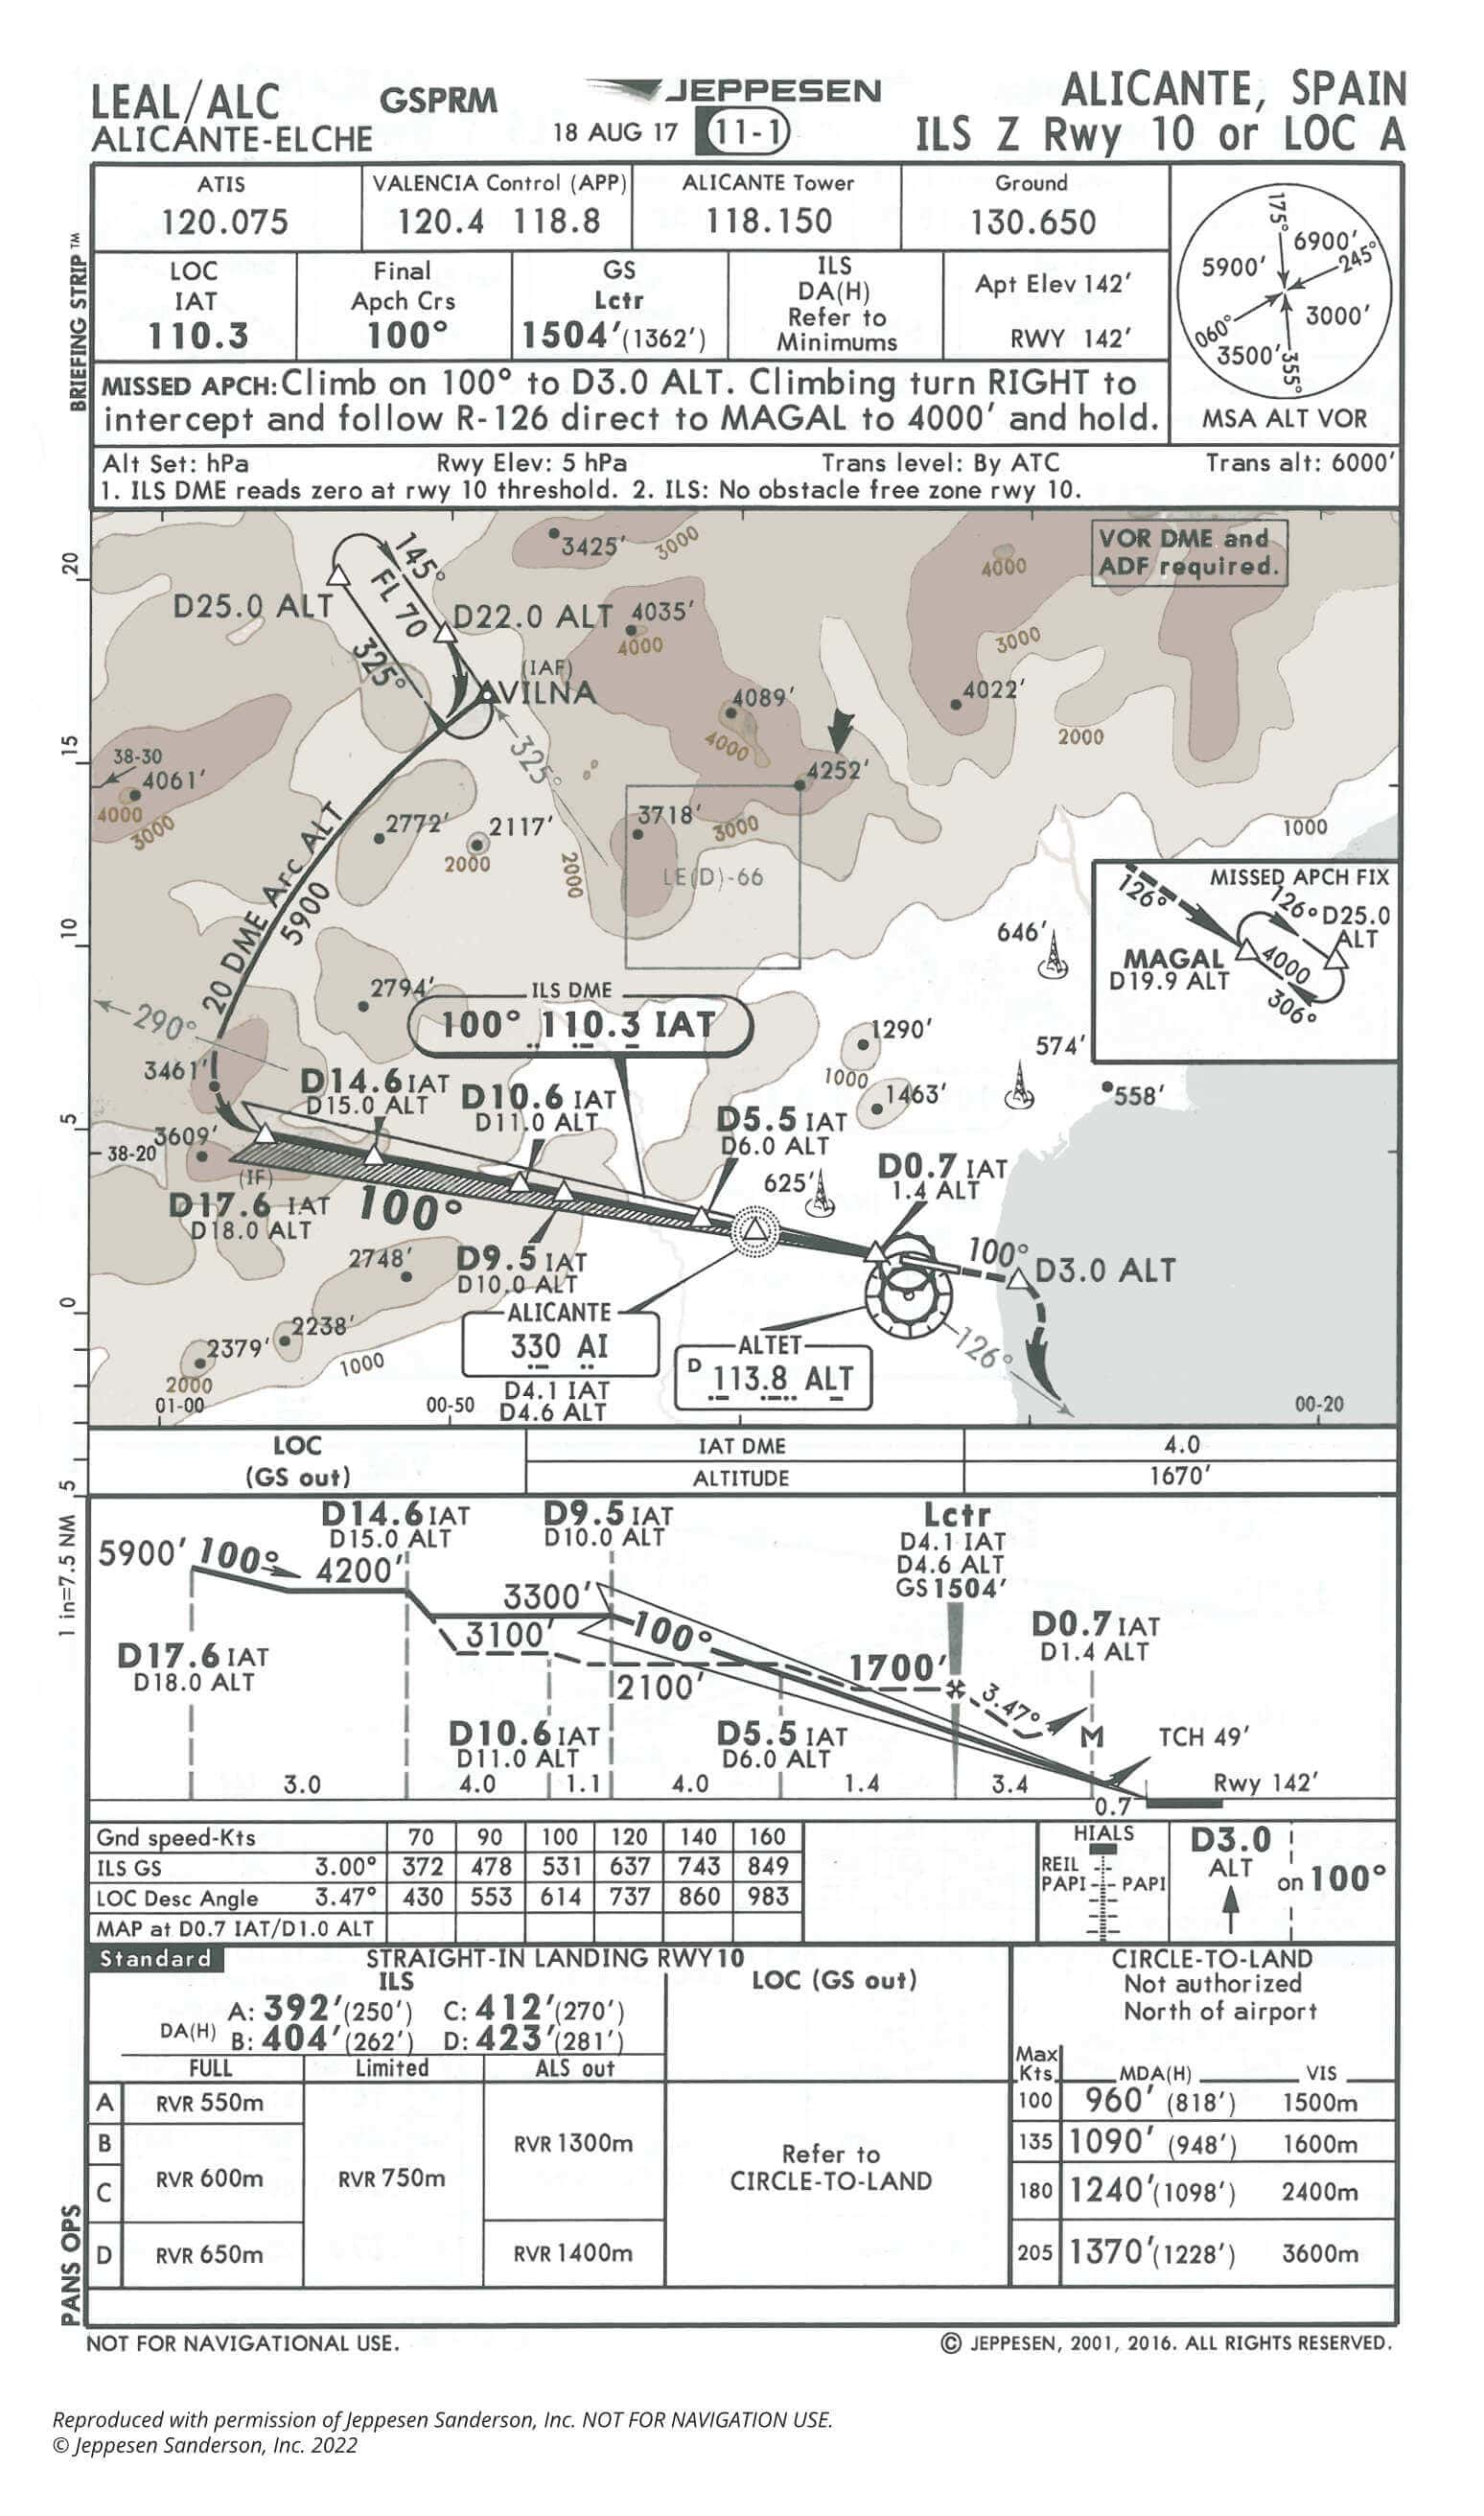 LEAL/ALC
ALICANTE-ELCHE
GSPRM
JEPPESEN
18 AUG 17
11-1
ALICANTE, SPAIN
ILS Z Rwy 10 or LOC A
BRIEFING STRIP™
ATIS
120.075
VALENCIA Control (APP)
120.4 118.8
ALICANTE Tower
118.150
Ground
130.650
LOC
IAT
110.3
Final
Apch Crs
100°
GS
Lctr
1504'(1362')
ILS
DA(H)
Refer to
Minimums
Apt Elev 142'
RWY 142'
175°
6900'
245°
5900'
3000'
060°
3500'
355°
MSA ALT VOR
MISSED APCH: Climb on 100° to D3.0 ALT. Climbing turn RIGHT to
intercept and follow R-126 direct to MAGAL to 4000' and hold.
Alt Set: hPa Rwy Elev: 5 hPa Trans level: By ATC Trans alt: 6000'
1. ILS DME reads zero at rwy 10 threshold. 2. ILS: No obstacle free zone rwy 10.
VOR DME and
ADF required.
20
15
10
5
0
5
1 in=7.5 NM
3425'
3000
4000
145°
FL 70
325°
D25.0 ALT
D22.0 ALT
4035'
4000
3000
(IAF)
VILNA
4089'
4000
4022'
2000
325°
38-30
4061'
4000
3000
4252'
2772'
2117'
2000
2000
3718'
3000
LE(D)-66
1000
20 DME Arc ALT
5900
MISSED APCH FIX
126°
126°
D25.0
ALT
MAGAL
D19.9 ALT
4000
306°
646'
290°
2794'
ILS DME
100° 110.3 IAT
1290'
1000
574'
3461'
D14.6 IAT
D15.0 ALT
D10.6 IAT
D11.0 ALT
1463'
558'
D5.5 IAT
D6.0 ALT
3609'
38-20
(IF)
D17.6 IAT
D18.0 ALT
100°
625'
D0.7 IAT
1.4 ALT
2748'
D9.5 IAT
D10.0 ALT
100°
D3.0 ALT
ALICANTE
330 AI
D4.1 IAT
D4.6 ALT
ALTET
D 113.8 ALT
126°
2238'
2379'
2000
1000
01-00
00-50
00-20
LOC
(GS out)
IAT DME 4.0
ALTITUDE 1670'
D14.6 IAT
D15.0 ALT
D9.5 IAT
D10.0 ALT
Lctr
D4.1 IAT
D4.6 ALT
GS 1504'
5900' 100°
4200'
3300'
3100'
100°
2100'
1700'
3.47°
D0.7 IAT
D1.4 ALT
D17.6 IAT
D18.0 ALT
D10.6 IAT
D11.0 ALT
D5.5 IAT
D6.0 ALT
M
TCH 49'
3.0 4.0 1.1 4.0 1.4 3.4 0.7
Rwy 142'
Gnd speed-Kts 70 90 100 120 140 160
ILS GS 3.00° 372 478 531 637 743 849
LOC Desc Angle 3.47° 430 553 614 737 860 983
MAP at D0.7 IAT/D1.0 ALT
HIALS
REIL
PAPI PAPI
D3.0
ALT
on 100°
Standard
STRAIGHT-IN LANDING RWY 10
ILS
DA(H)
A: 392'(250') C: 412'(270')
B: 404'(262') D: 423'(281')
LOC (GS out)
FULL Limited ALS out
A
B
C
D
RVR 550m
RVR 600m
RVR 650m
RVR 750m
RVR 1300m
RVR 1400m
Refer to
CIRCLE-TO-LAND
CIRCLE-TO-LAND
Not authorized
North of airport
Max
Kts MDA(H) VIS
100 960' (818') 1500m
135 1090' (948') 1600m
180 1240'(1098') 2400m
205 1370'(1228') 3600m
PANS OPS
NOT FOR NAVIGATIONAL USE.
© JEPPESEN, 2001, 2016. ALL RIGHTS RESERVED.
Reproduced with permission of Jeppesen Sanderson, Inc. NOT FOR NAVIGATION USE.
© Jeppesen Sanderson, Inc. 2022